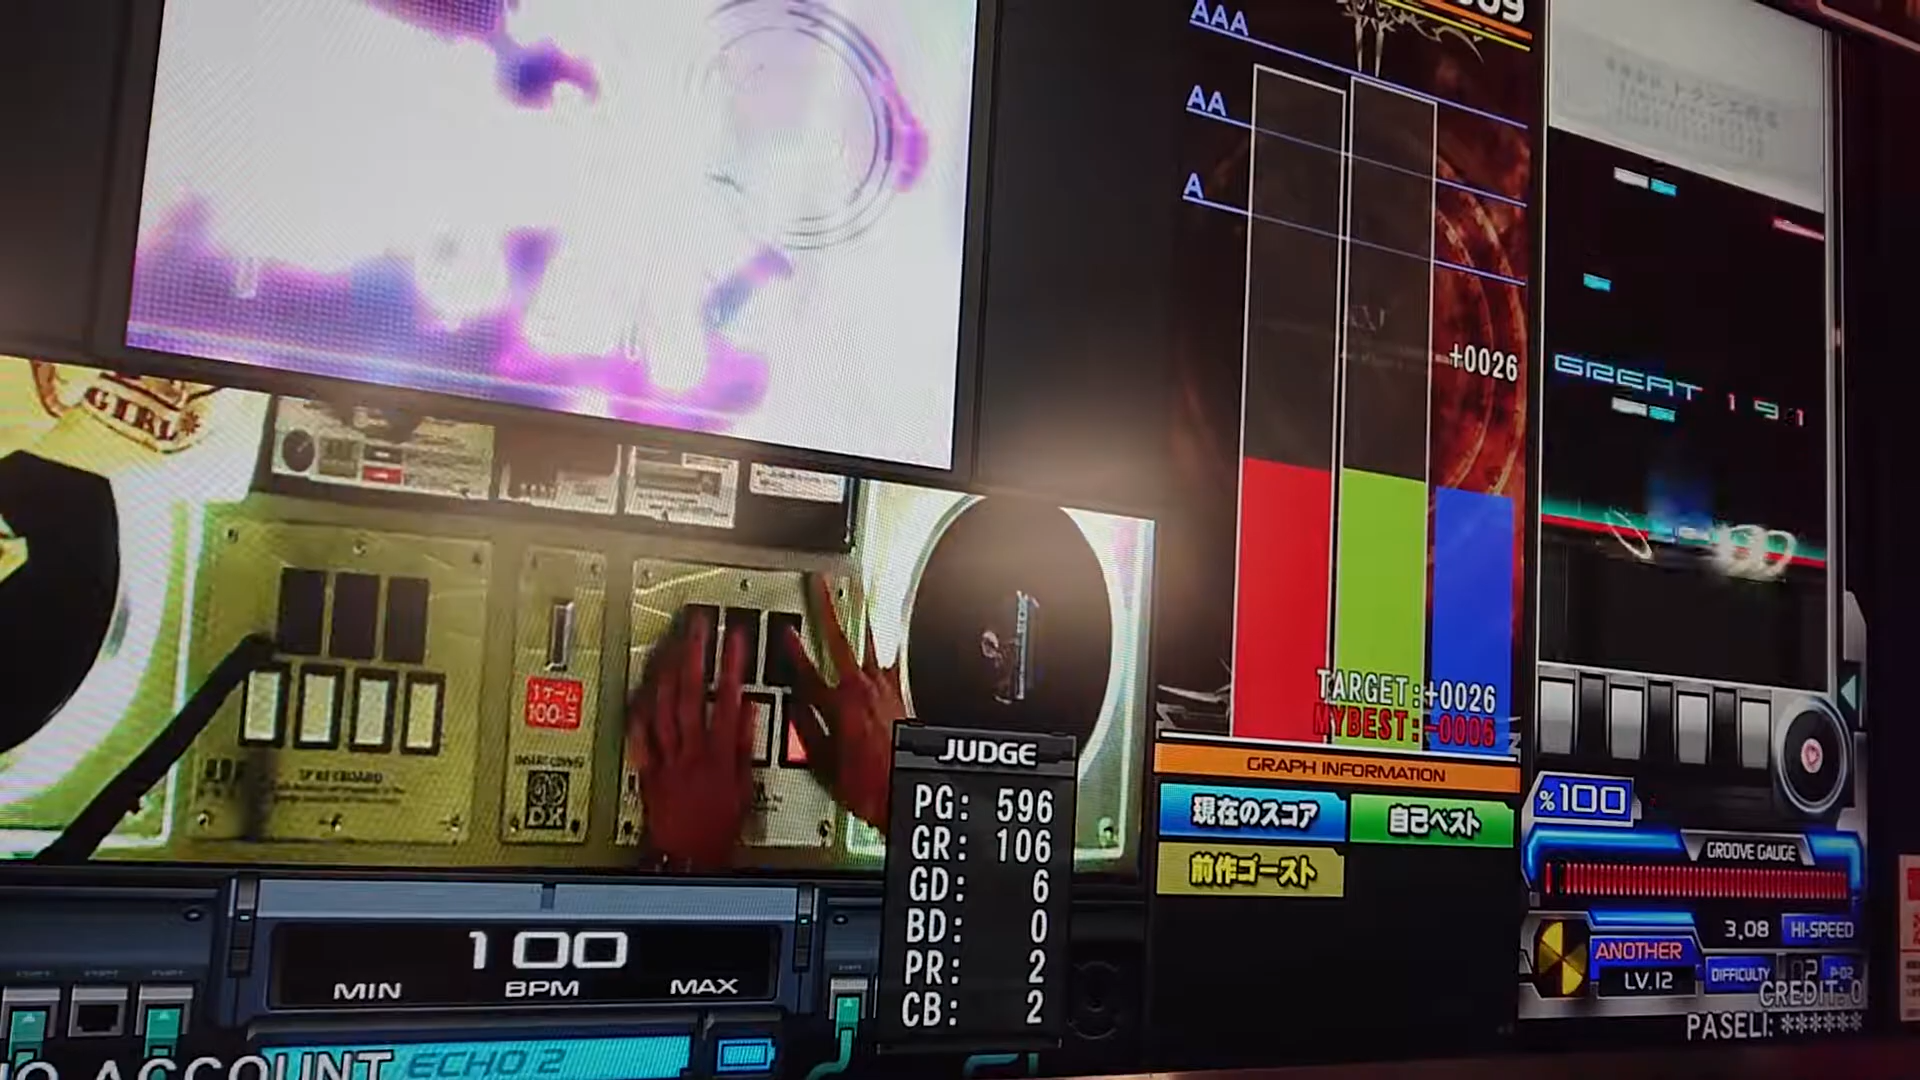 AAA
AA
A
+0026
GREAT 191
GIRL
TARGET:+0026
MYBEST:-0005
GRAPH INFORMATION
現在のスコア
自己ベスト
前作ゴースト
1ゲーム
100
DX
JUDGE
PG: 596
GR: 106
GD: 6
BD: 0
PR: 2
CB: 2
100
MIN BPM MAX
ACCOUNT
ECHO 2
%100
GROOVE GAUGE
3.08 HI-SPEED
ANOTHER
LV.12
DIFFICULTY
P-02
CREDIT: 0
PASELI: ******